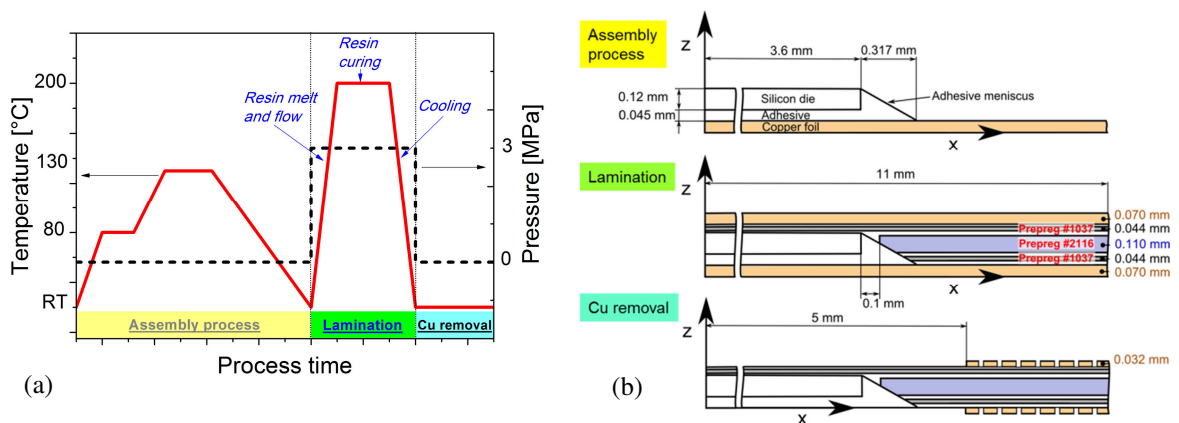 Temperature [°C]
200
130
80
RT
Resin
curing
Resin melt
and flow
Cooling
3
0
Pressure [MPa]
Assembly process
Lamination
Cu removal
Process time
(a)
Assembly
process
z
3.6 mm
0.317 mm
0.12 mm
0.045 mm
Silicon die
Adhesive
Copper foil
Adhesive meniscus
x
Lamination
z
11 mm
0.070 mm
Prepreg #1037
0.044 mm
Prepreg #2116
0.110 mm
Prepreg #1037
0.044 mm
0.070 mm
0.1 mm
x
Cu removal
z
5 mm
0.032 mm
x
(b)